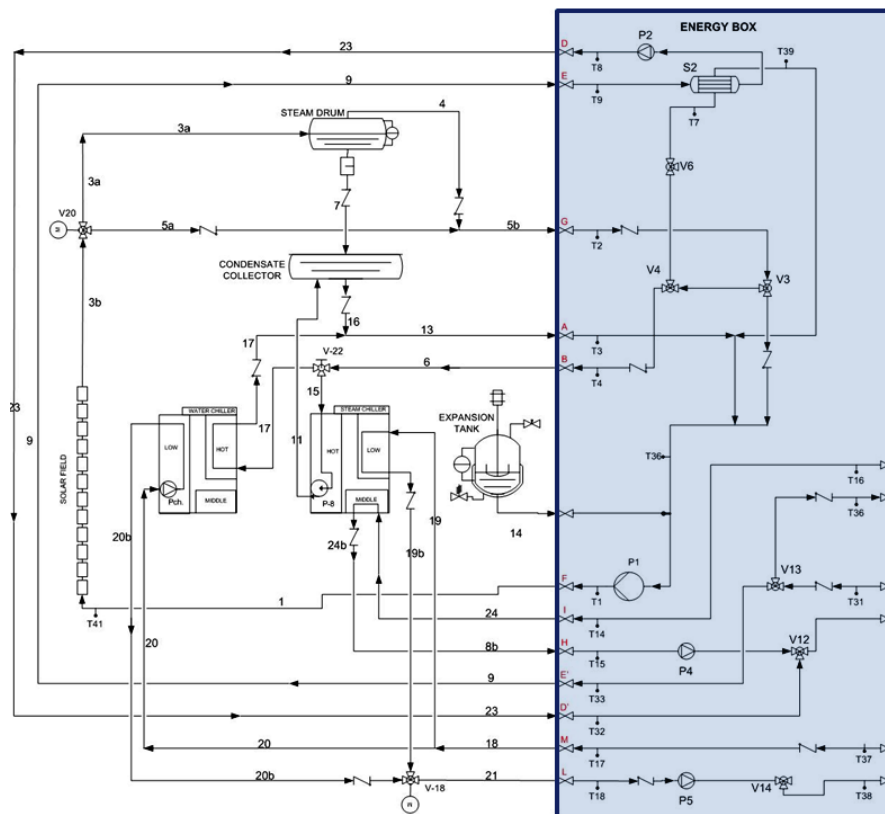 ENERGY BOX
23
D
P2
T39
T8
S2
9
E
T9
T7
4
STEAM DRUM
3a
3a
V6
7
V20
M
5a
5b
G
T2
CONDENSATE
COLLECTOR
V4
V3
3b
16
13
A
T3
17
V-22
6
B
T4
15
WATER CHILLER
STEAM CHILLER
EXPANSION
TANK
23
9
LOW
HOT
17
11
HOT
LOW
T36
SOLAR FIELD
T16
Pch.
MIDDLE
P-8
MIDDLE
19
T36
14
20b
24b
19b
P1
V13
F
T1
T31
1
24
I
T14
T41
V12
20
8b
H
T15
P4
9
E'
T33
23
D'
T32
20
18
M
T17
T37
20b
21
L
T18
P5
V14
T38
V-18
M